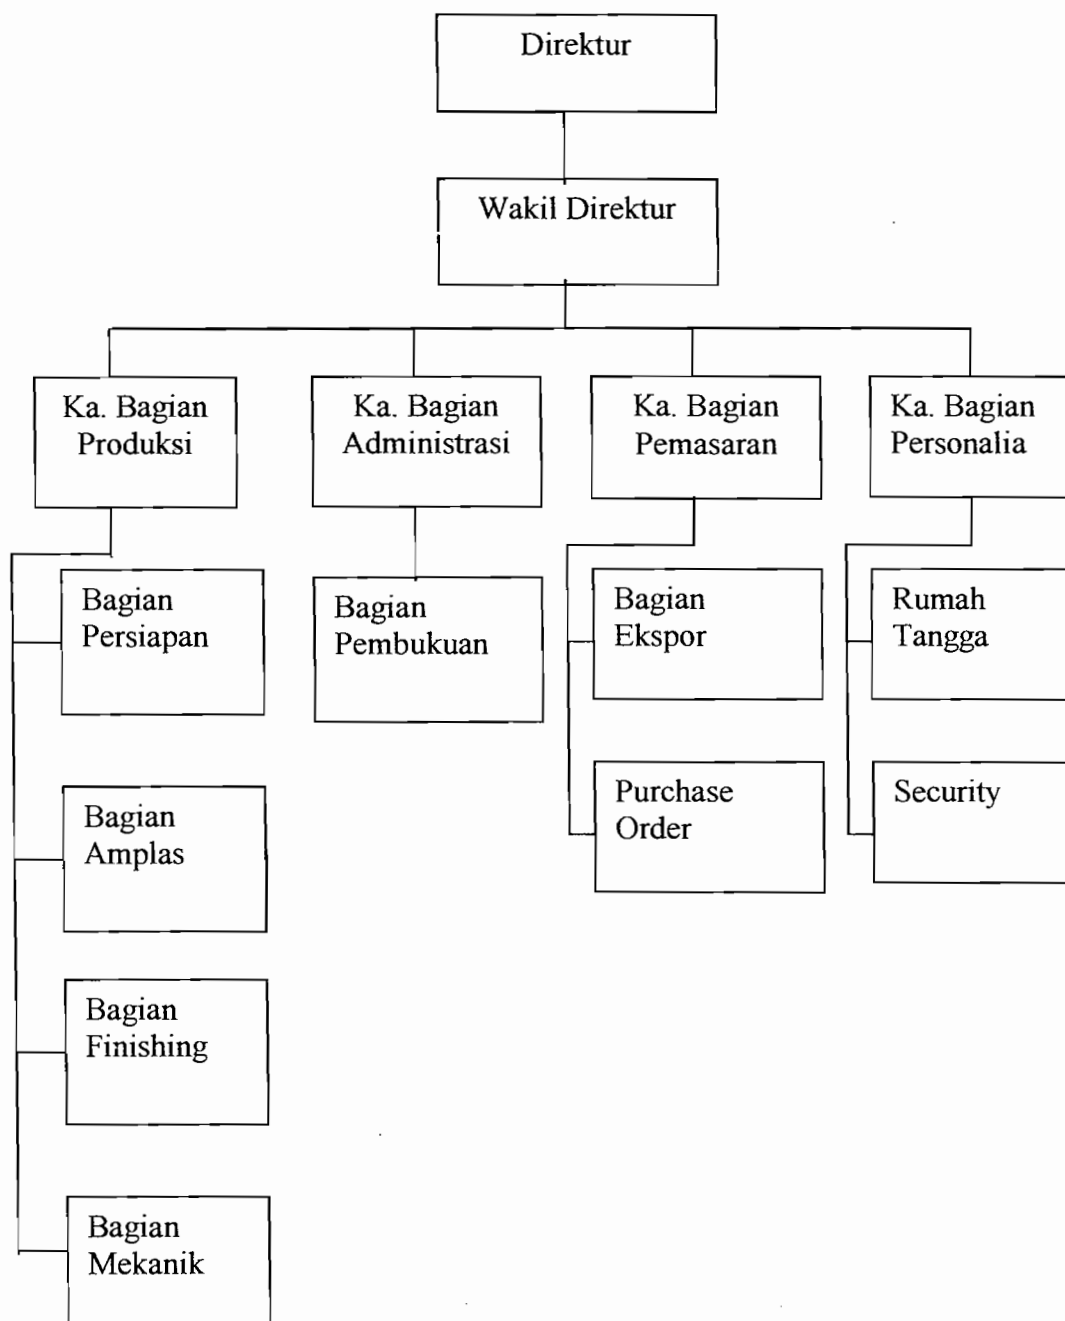 Direktur
Wakil Direktur
Ka. Bagian
Produksi
Ka. Bagian
Administrasi
Ka. Bagian
Pemasaran
Ka. Bagian
Personalia
Bagian
Persiapan
Bagian
Pembukuan
Bagian
Ekspor
Rumah
Tangga
Purchase
Order
Security
Bagian
Amplas
Bagian
Finishing
Bagian
Mekanik